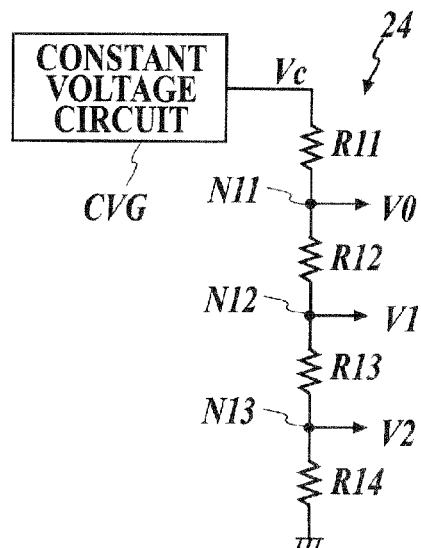 24
CONSTANT
VOLTAGE
CIRCUIT
Vc
R11
CVG
N11
V0
R12
N12
V1
R13
N13
V2
R14